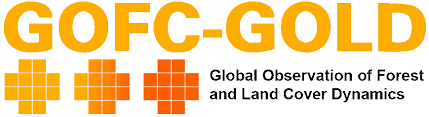 GOFC-GOLD
Global Observation of Forest
and Land Cover Dynamics